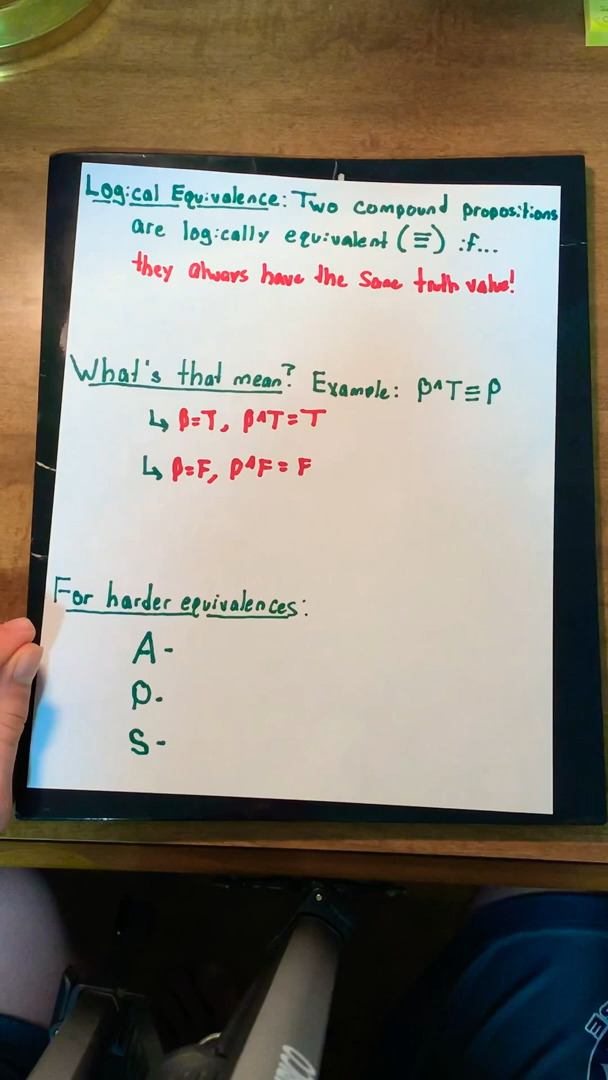 Logical Equivalence: Two compound propositions
are logically equivalent (≡) if...
they always have the same truth value!
What's that mean? Example: p^T≡p
↳ p=T, p^T=T
↳ p=F, p^F=F
For harder equivalences:
A-
P-
S-